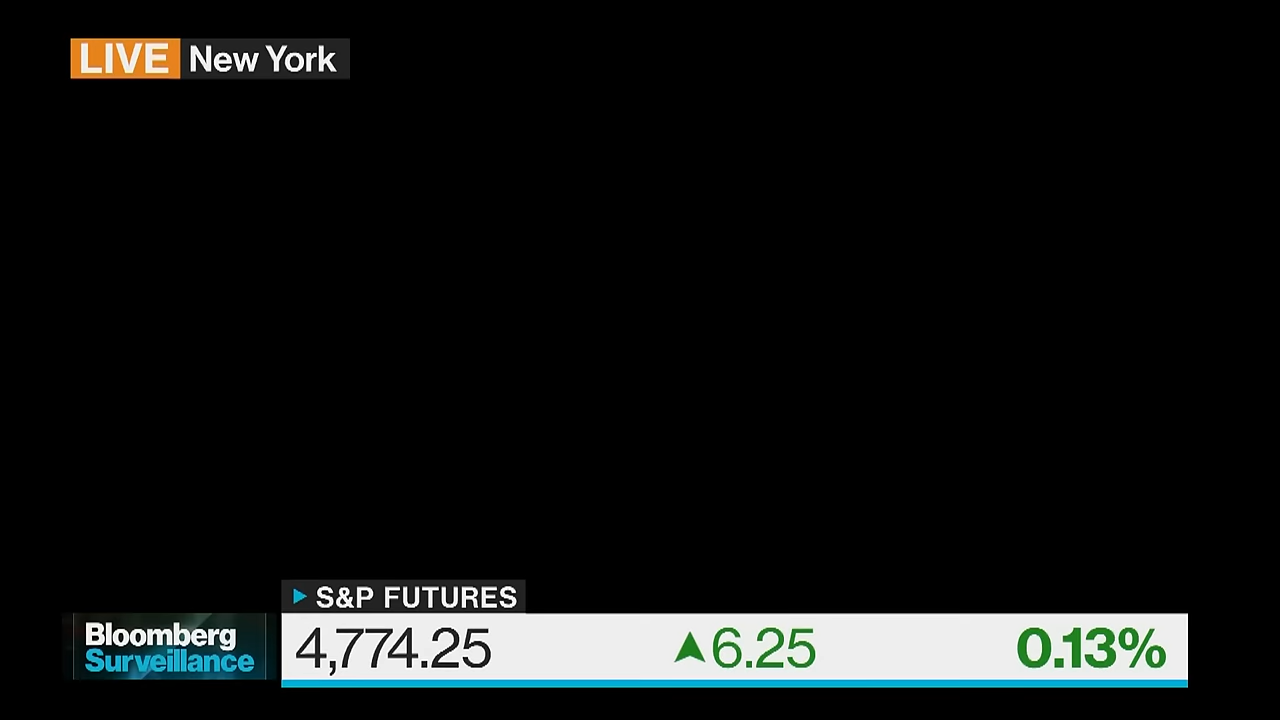 LIVE New York
S&P FUTURES
Bloomberg
Surveillance
4,774.25 ▲6.25 0.13%